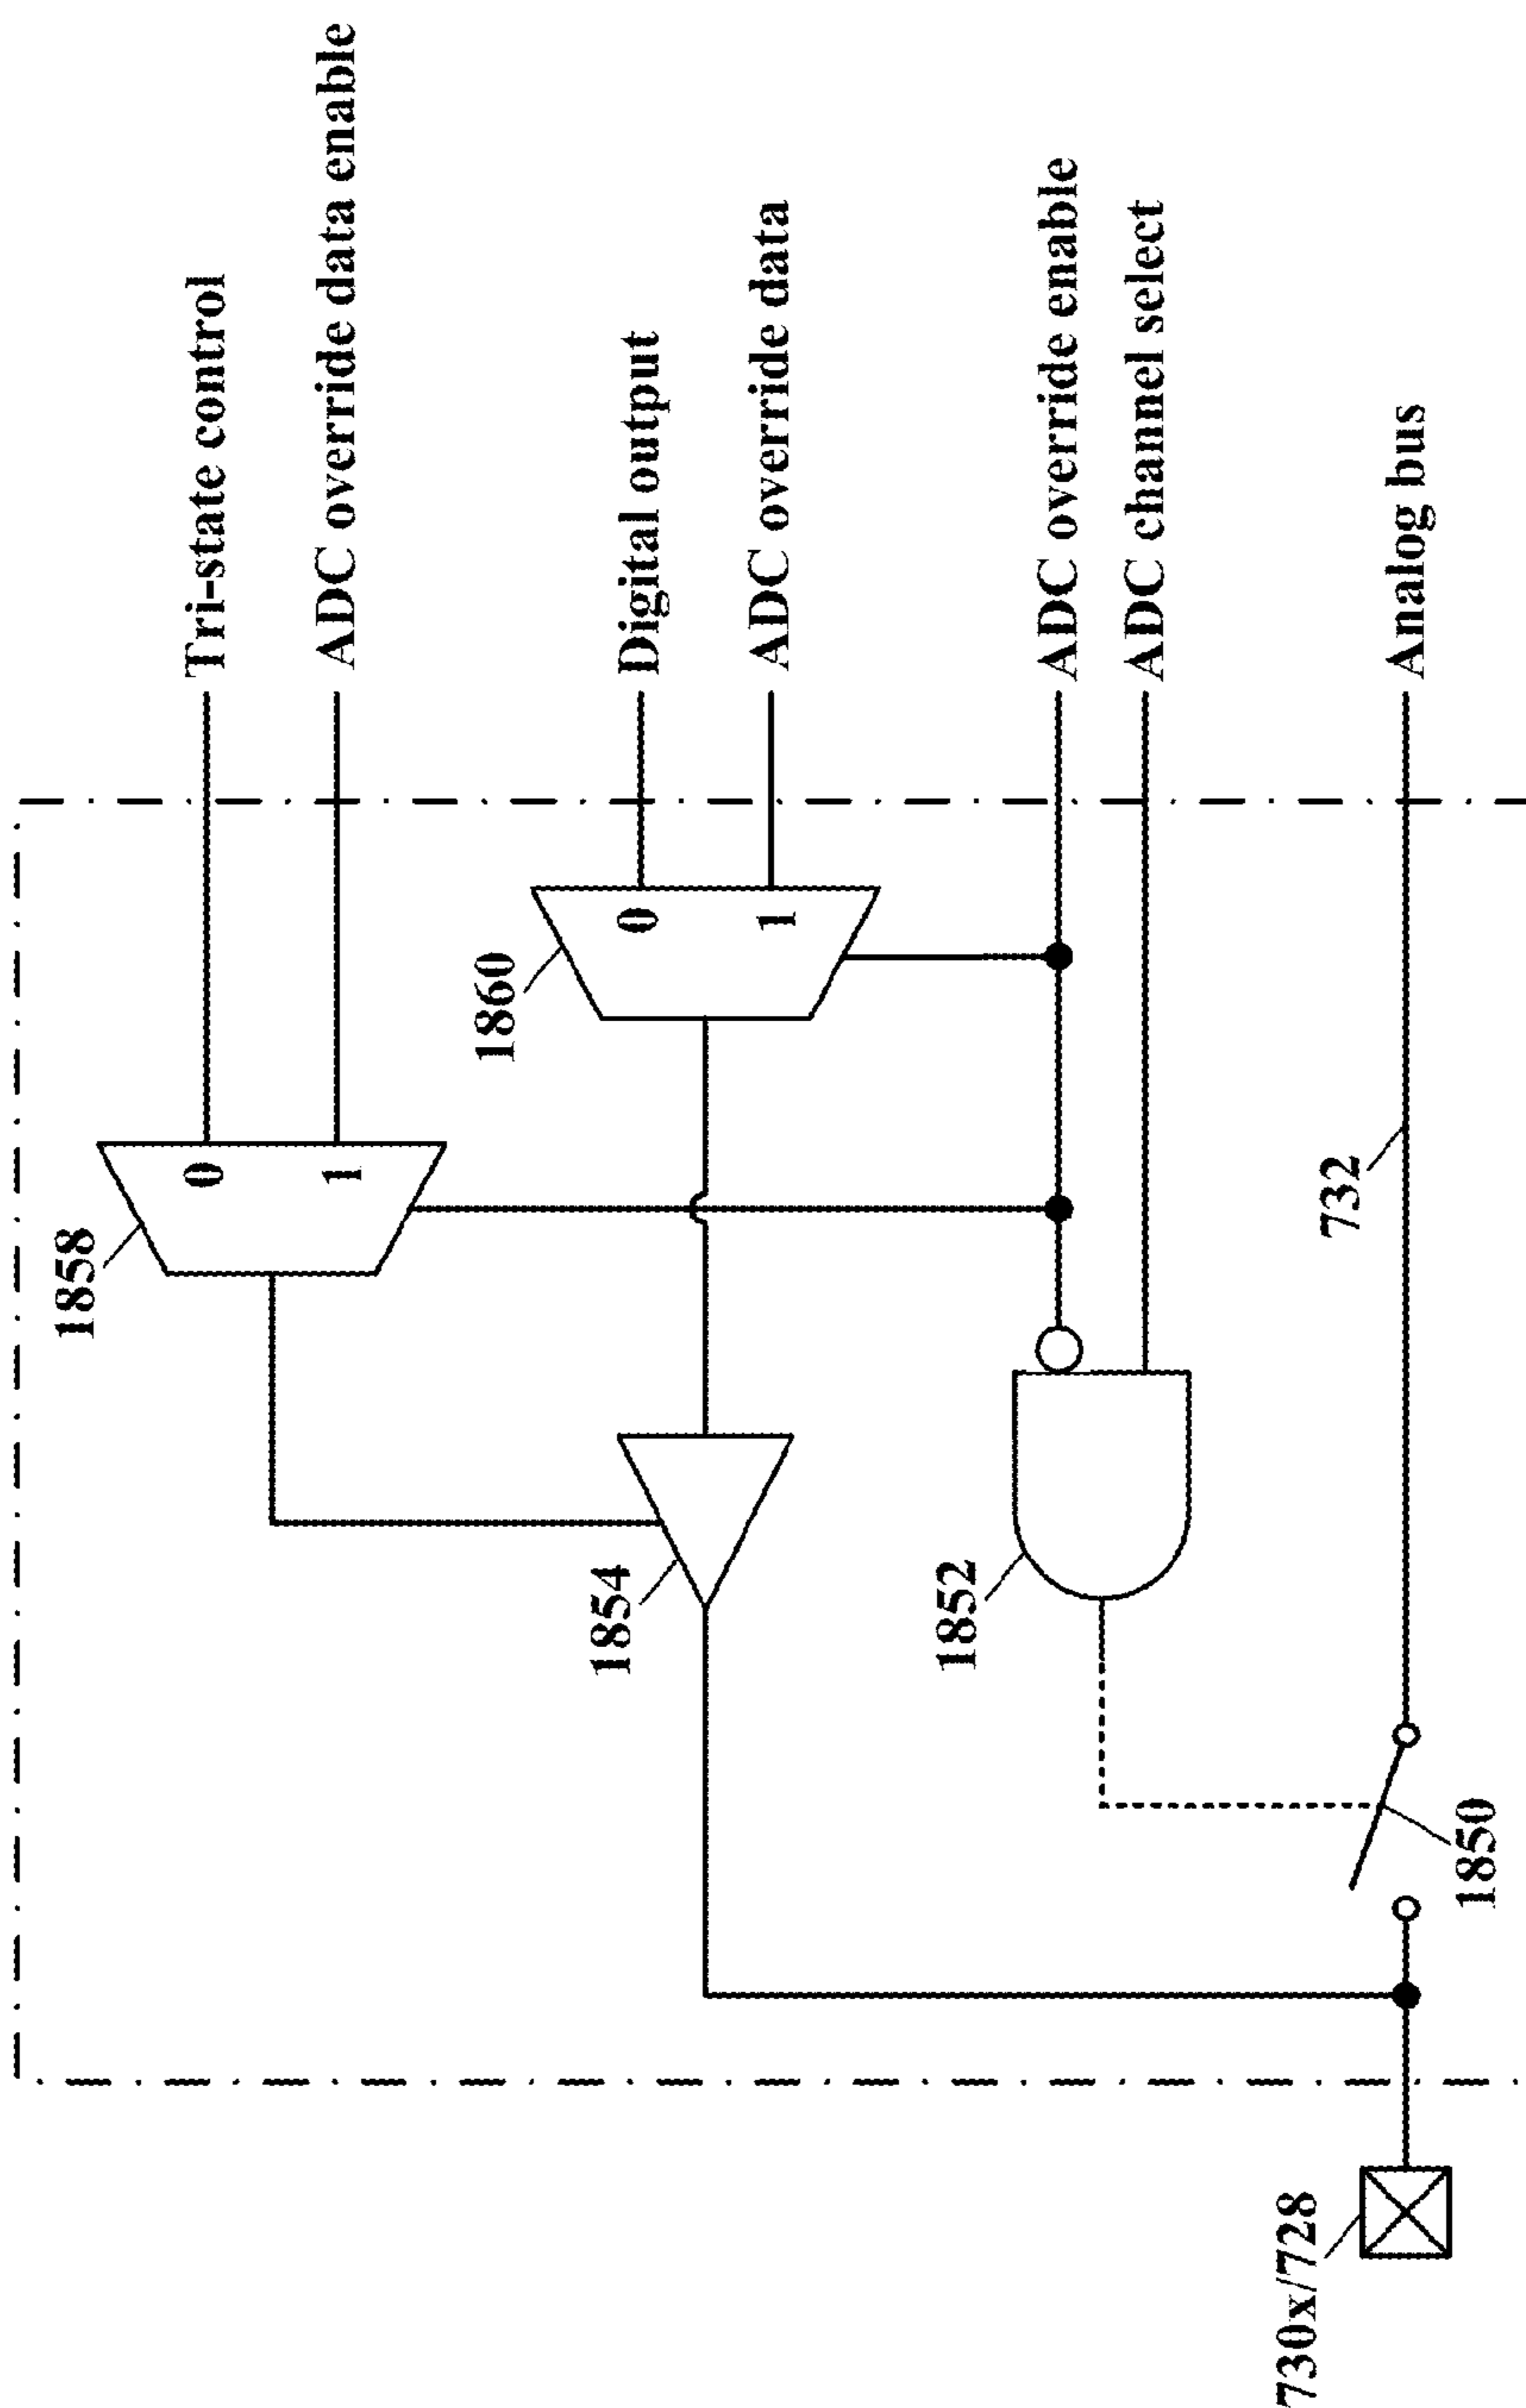 Tri-state control
ADC override data enable
Digital output
ADC override data
ADC override enable
ADC channel select
Analog bus
1858
0
1
1860
0
1
1854
1852
732
1850
730x/728